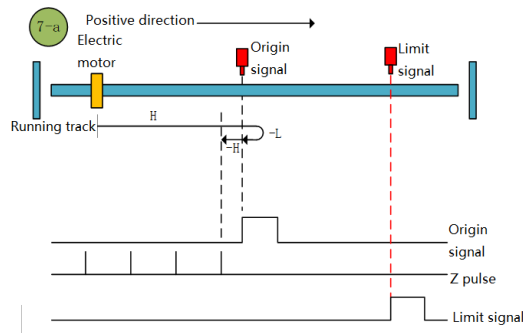 7-a
Positive direction
Electric
motor
Origin
signal
Limit
signal
Running track
H
-L
-H
Origin
signal
Z pulse
Limit signal